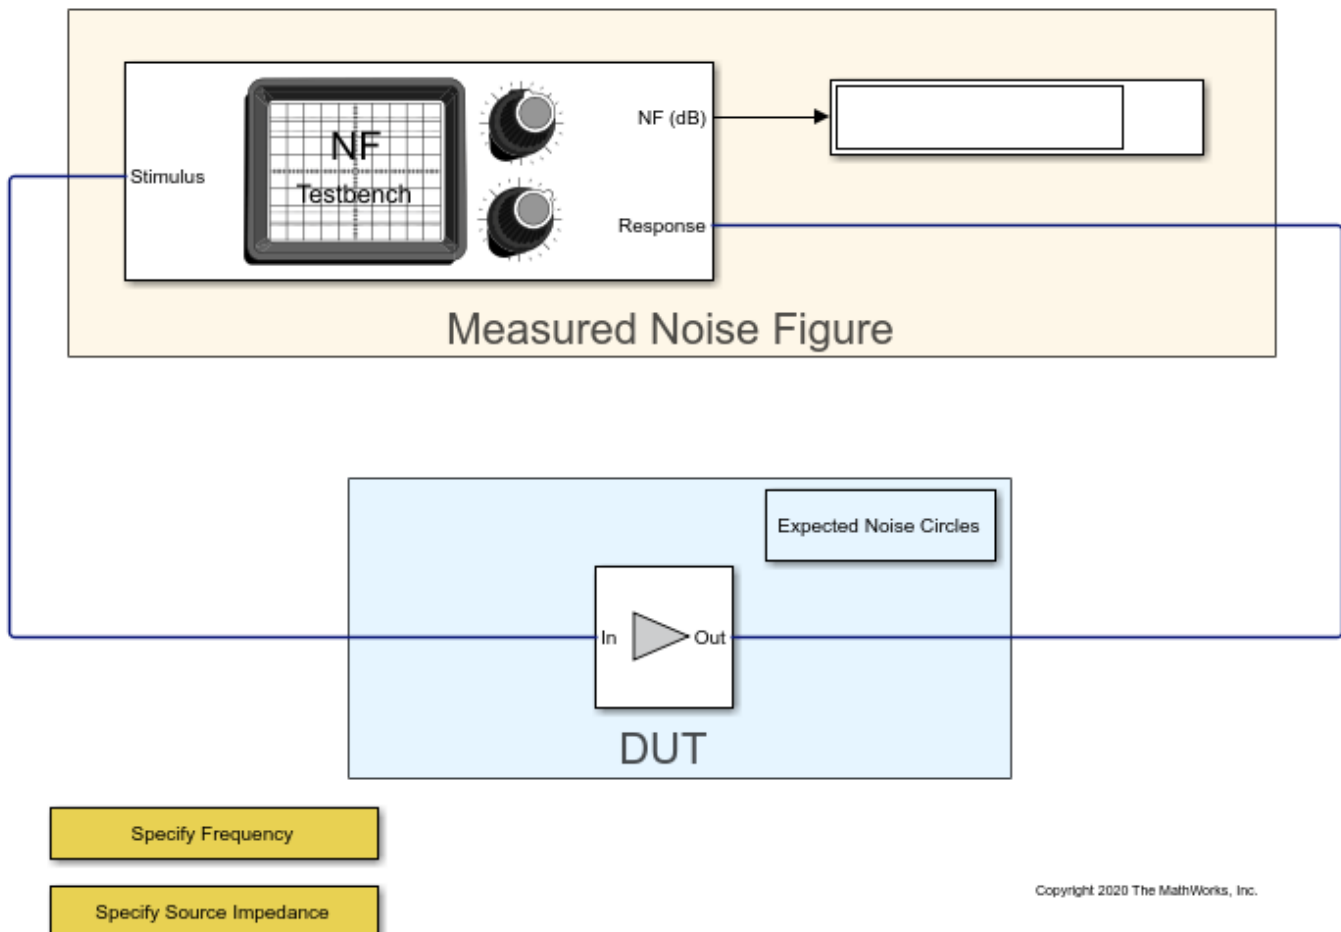 NF (dB)
NF
Stimulus
Testbench
Response
Measured Noise Figure
Expected Noise Circles
In
Out
DUT
Specify Frequency
Specify Source Impedance
Copyright 2020 The MathWorks, Inc.